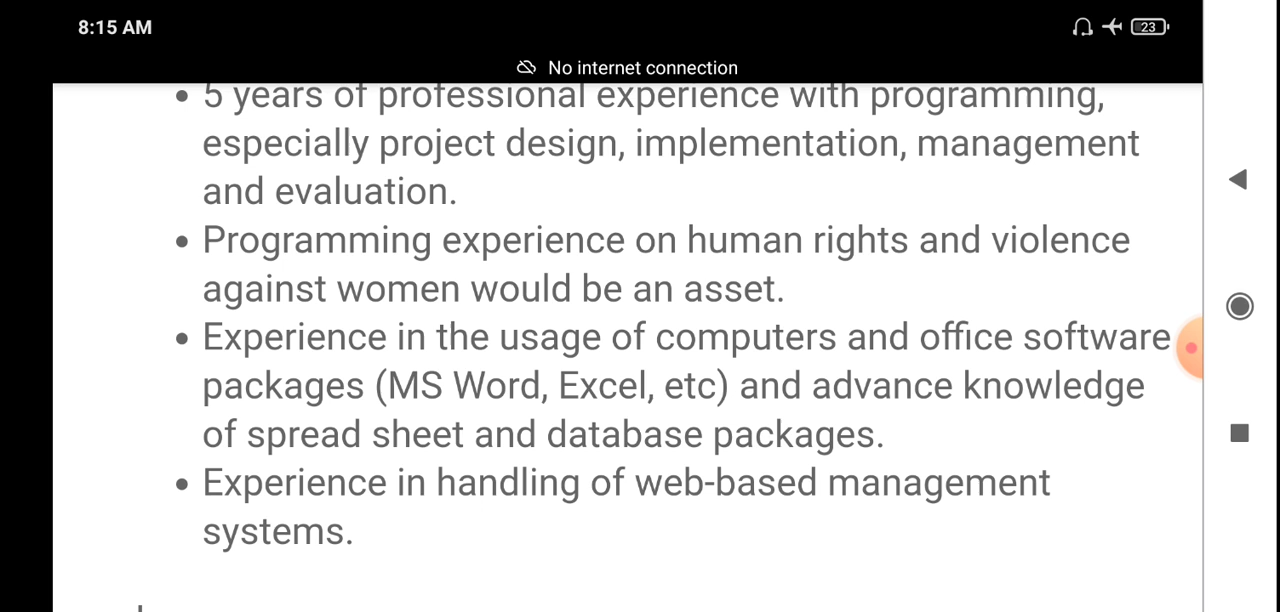 8:15 AM
23
No internet connection
• 5 years of professional experience with programming,
especially project design, implementation, management
and evaluation.
• Programming experience on human rights and violence
against women would be an asset.
• Experience in the usage of computers and office software
packages (MS Word, Excel, etc) and advance knowledge
of spread sheet and database packages.
• Experience in handling of web-based management
systems.